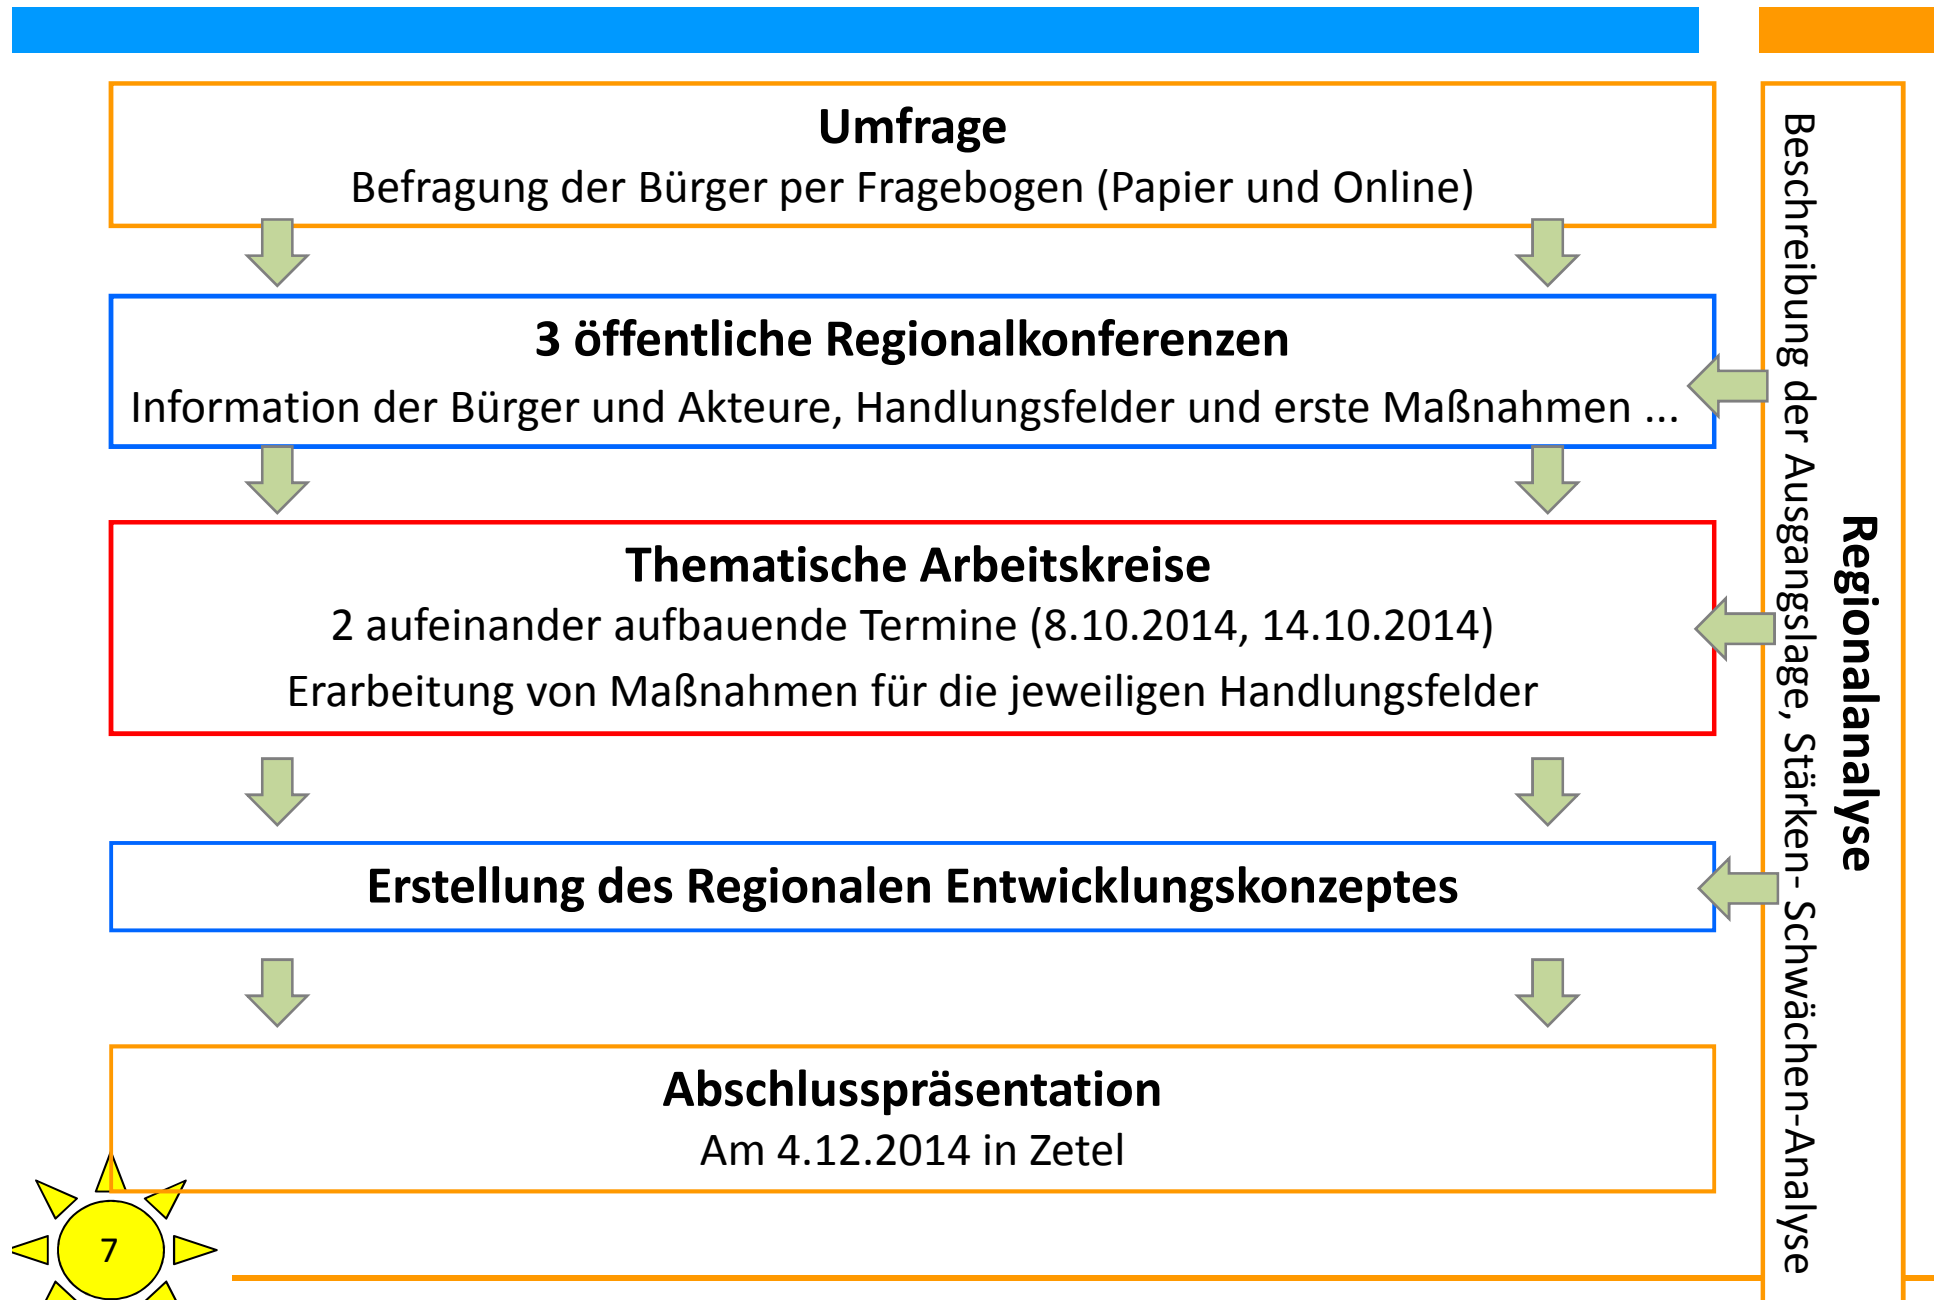 Umfrage
Befragung der Bürger per Fragebogen (Papier und Online)
3 öffentliche Regionalkonferenzen
Information der Bürger und Akteure, Handlungsfelder und erste Maßnahmen ...
Thematische Arbeitskreise
2 aufeinander aufbauende Termine (8.10.2014, 14.10.2014)
Erarbeitung von Maßnahmen für die jeweiligen Handlungsfelder
Erstellung des Regionalen Entwicklungskonzeptes
Abschlusspräsentation
Am 4.12.2014 in Zetel
Regionalanalyse
Beschreibung der Ausgangslage, Stärken- Schwächen-Analyse
7